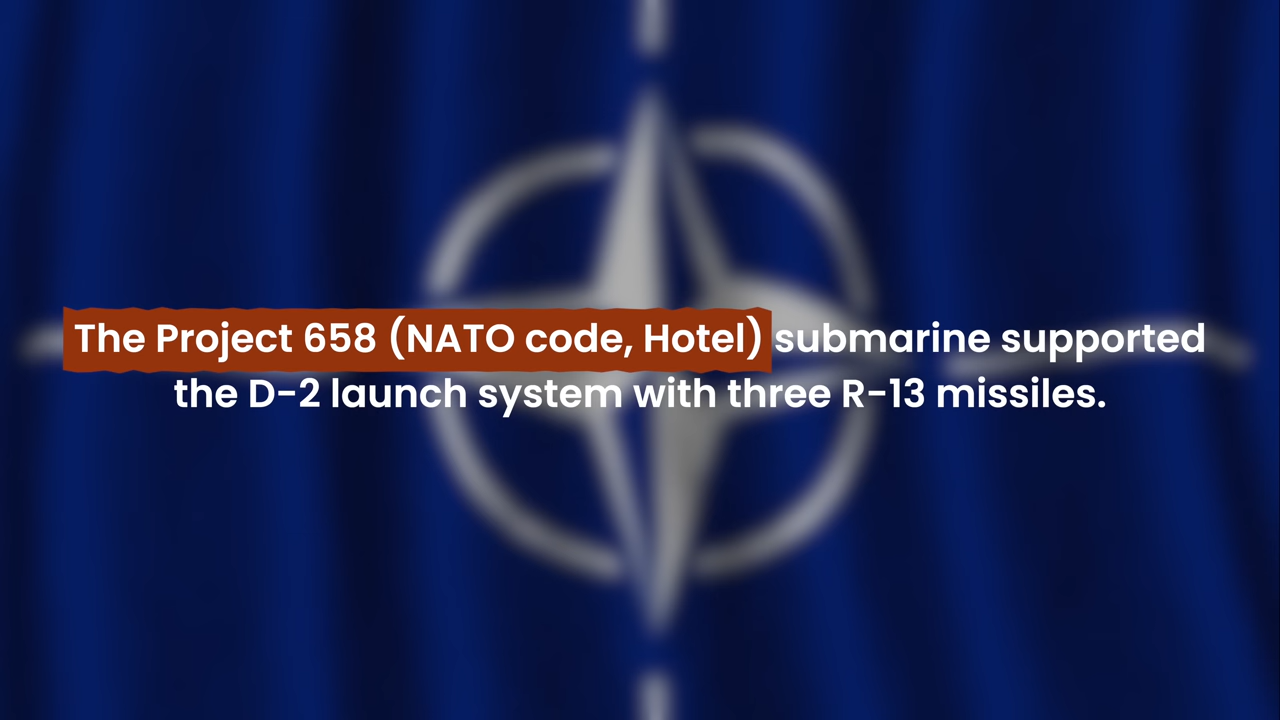 The Project 658 (NATO code, Hotel) submarine supported
the D-2 launch system with three R-13 missiles.